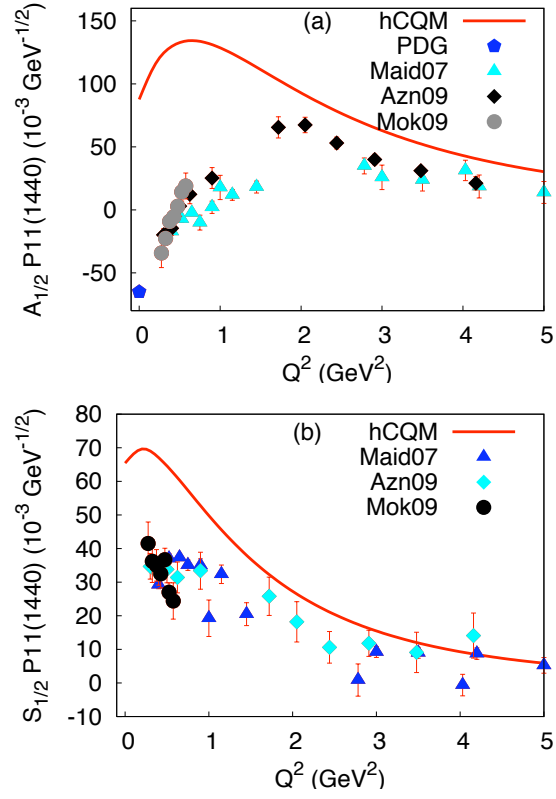 (a)
hCQM
PDG
Maid07
Azn09
Mok09
A1/2 P11(1440) (10-3 GeV-1/2)
150
100
50
0
-50
0 1 2 3 4 5
Q2 (GeV2)
(b)
hCQM
Maid07
Azn09
Mok09
S1/2 P11(1440) (10-3 GeV-1/2)
80
70
60
50
40
30
20
10
0
-10
0 1 2 3 4 5
Q2 (GeV2)